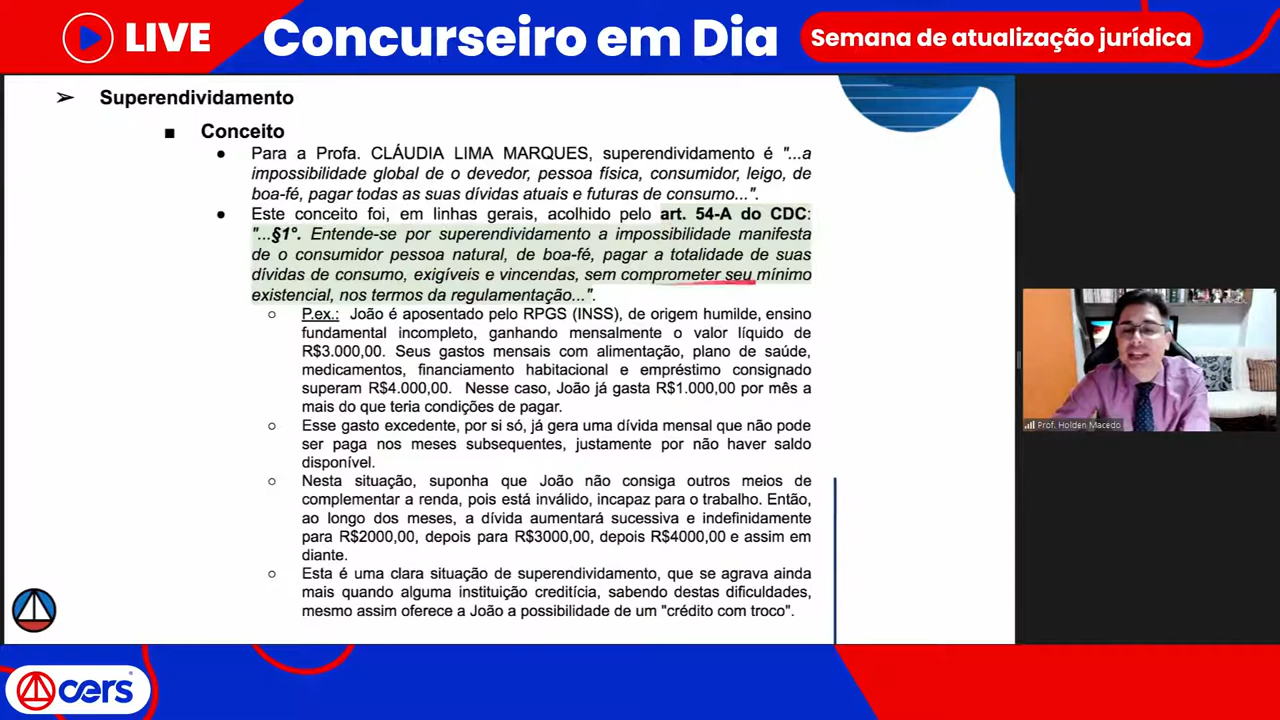 LIVE
Concurseiro em Dia
Semana de atualização jurídica
➢ Superendividamento
■ Conceito
● Para a Profa. CLÁUDIA LIMA MARQUES, superendividamento é "...a
impossibilidade global de o devedor, pessoa física, consumidor, leigo, de
boa-fé, pagar todas as suas dívidas atuais e futuras de consumo...".
● Este conceito foi, em linhas gerais, acolhido pelo art. 54-A do CDC:
"...§1°. Entende-se por superendividamento a impossibilidade manifesta
de o consumidor pessoa natural, de boa-fé, pagar a totalidade de suas
dívidas de consumo, exigíveis e vincendas, sem comprometer seu mínimo
existencial, nos termos da regulamentação...".
○ P.ex.: João é aposentado pelo RPGS (INSS), de origem humilde, ensino
fundamental incompleto, ganhando mensalmente o valor líquido de
R$3.000,00. Seus gastos mensais com alimentação, plano de saúde,
medicamentos, financiamento habitacional e empréstimo consignado
superam R$4.000,00. Nesse caso, João já gasta R$1.000,00 por mês a
mais do que teria condições de pagar.
○ Esse gasto excedente, por si só, já gera uma dívida mensal que não pode
ser paga nos meses subsequentes, justamente por não haver saldo
disponível.
○ Nesta situação, suponha que João não consiga outros meios de
complementar a renda, pois está inválido, incapaz para o trabalho. Então,
ao longo dos meses, a dívida aumentará sucessiva e indefinidamente
para R$2000,00, depois para R$3000,00, depois R$4000,00 e assim em
diante.
○ Esta é uma clara situação de superendividamento, que se agrava ainda
mais quando alguma instituição creditícia, sabendo destas dificuldades,
mesmo assim oferece a João a possibilidade de um "crédito com troco".
Prof. Holden Macedo
cers